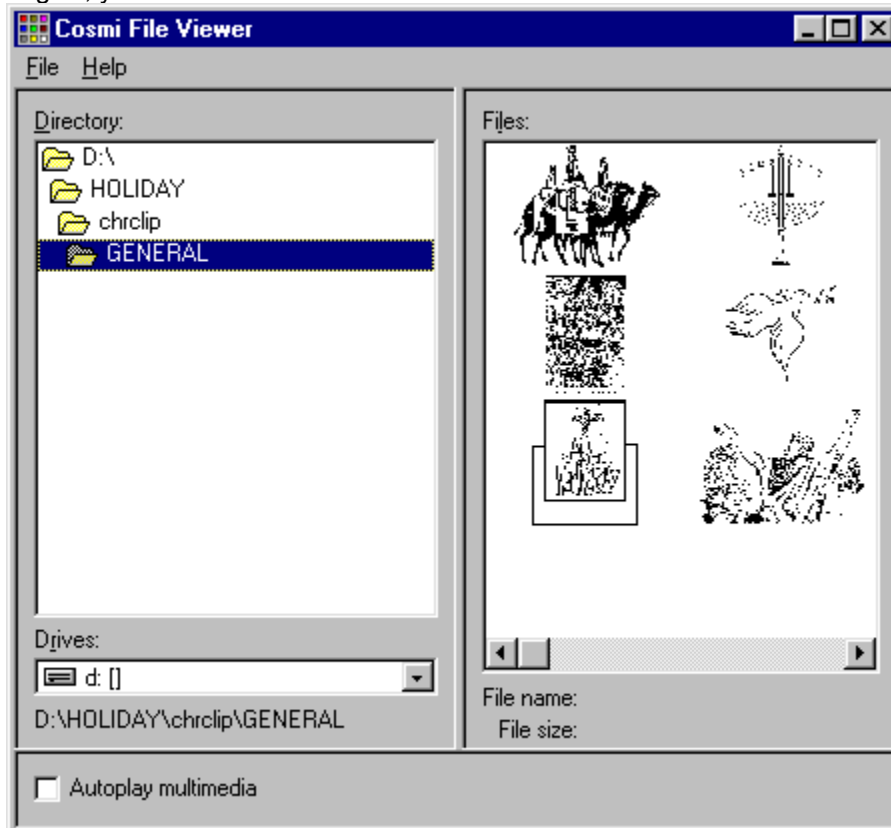 Cosmi File Viewer
File Help
Directory:
D:\
HOLIDAY
chrclip
GENERAL
Drives:
d: []
D:\HOLIDAY\chrclip\GENERAL
Files:
File name:
File size:
Autoplay multimedia